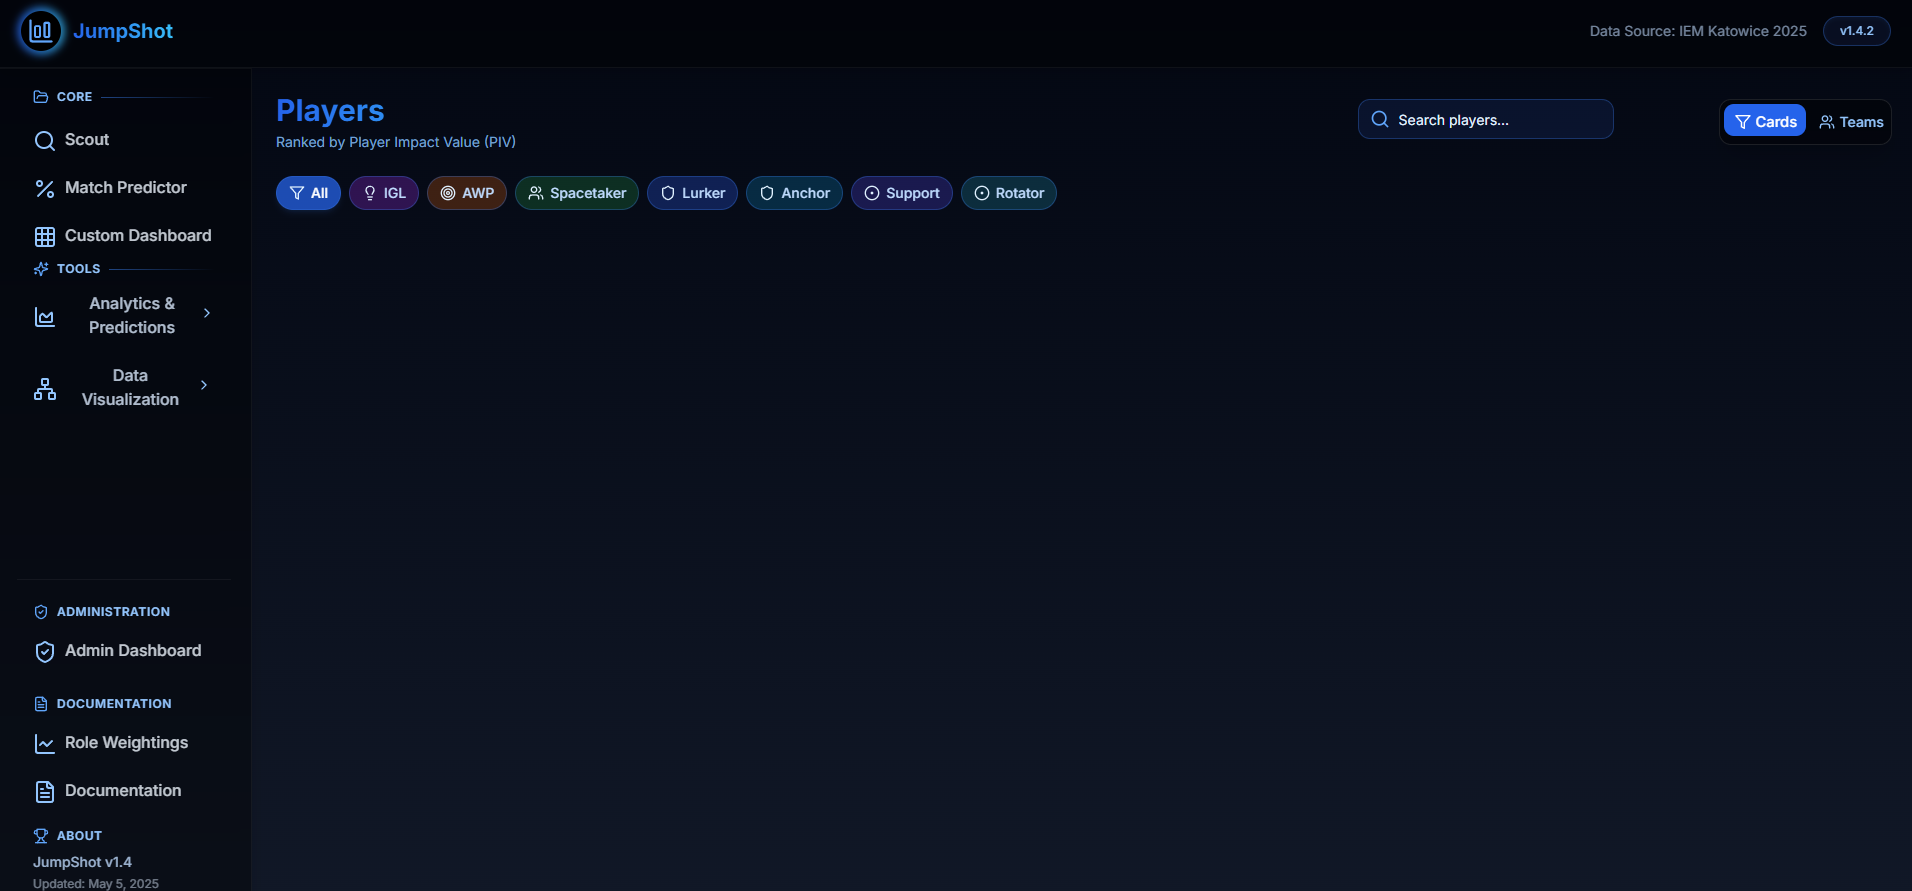 JumpShot
Data Source: IEM Katowice 2025
v1.4.2
CORE
Scout
Match Predictor
Custom Dashboard
TOOLS
Analytics &
Predictions
Data
Visualization
ADMINISTRATION
Admin Dashboard
DOCUMENTATION
Role Weightings
Documentation
ABOUT
JumpShot v1.4
Updated: May 5, 2025
Players
Ranked by Player Impact Value (PIV)
Search players...
Cards
Teams
All
IGL
AWP
Spacetaker
Lurker
Anchor
Support
Rotator